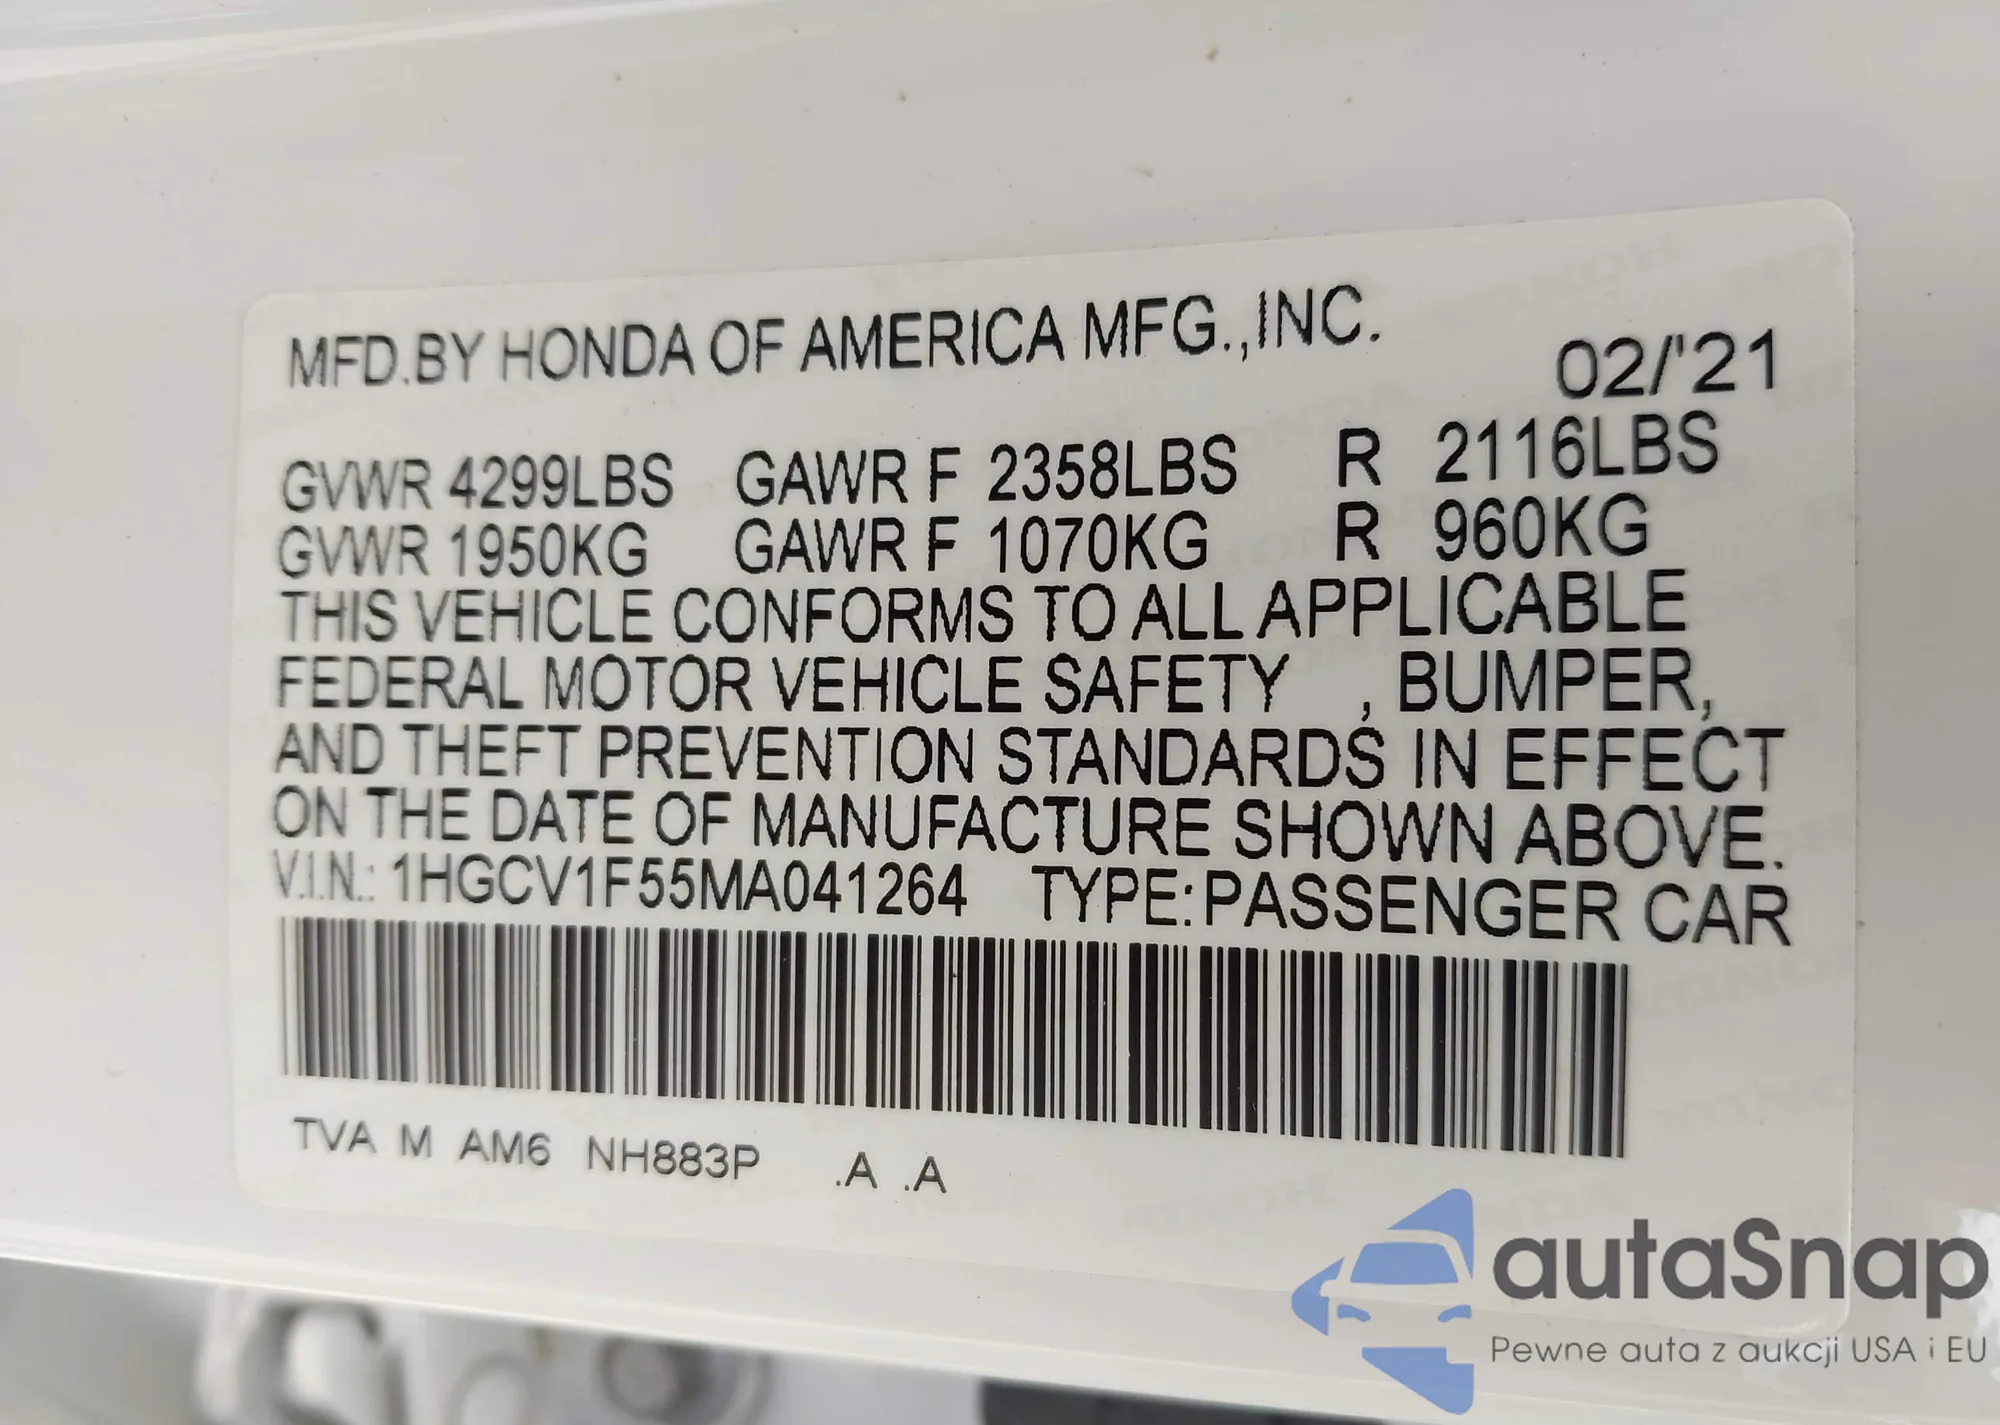 MFD.BY HONDA OF AMERICA MFG.,INC. 02/'21
GVWR 4299LBS GAWR F 2358LBS R 2116LBS
GVWR 1950KG GAWR F 1070KG R 960KG
THIS VEHICLE CONFORMS TO ALL APPLICABLE
FEDERAL MOTOR VEHICLE SAFETY , BUMPER,
AND THEFT PREVENTION STANDARDS IN EFFECT
ON THE DATE OF MANUFACTURE SHOWN ABOVE.
V.I.N.: 1HGCV1F55MA041264 TYPE:PASSENGER CAR
TVA M AM6 NH883P .A .A
autaSnap
Pewne auta z aukcji USA i EU